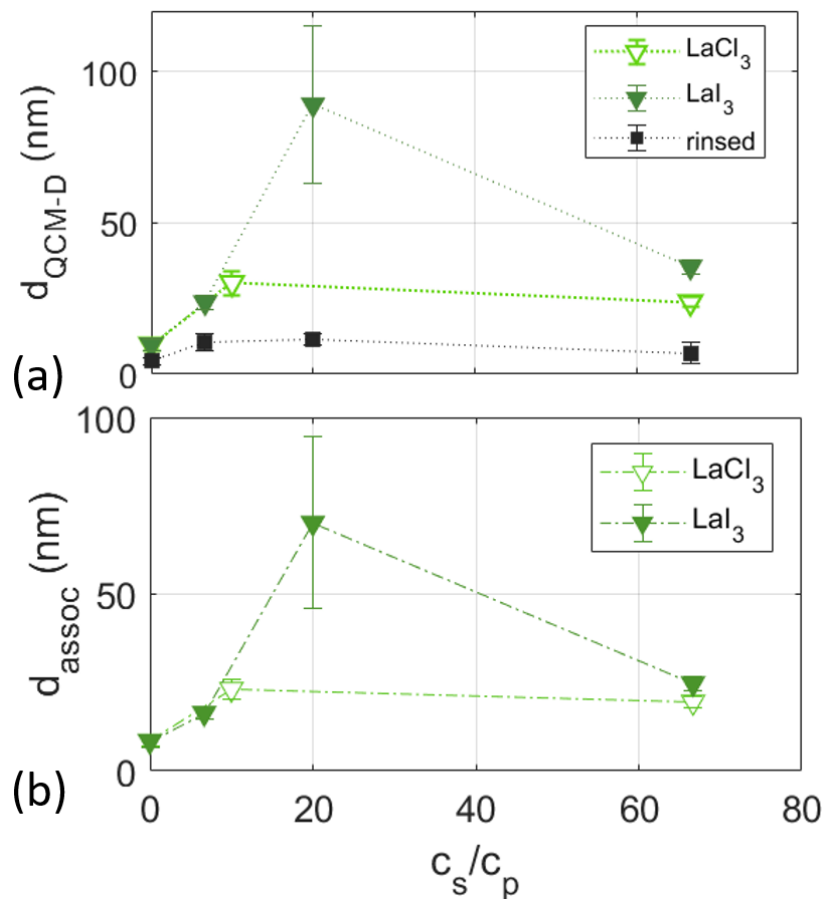 100
50
0
d_QCM-D (nm)
LaCl₃
LaI₃
rinsed
(a)
100
50
0
d_assoc (nm)
LaCl₃
LaI₃
(b)
0 20 40 60 80
c_s/c_p